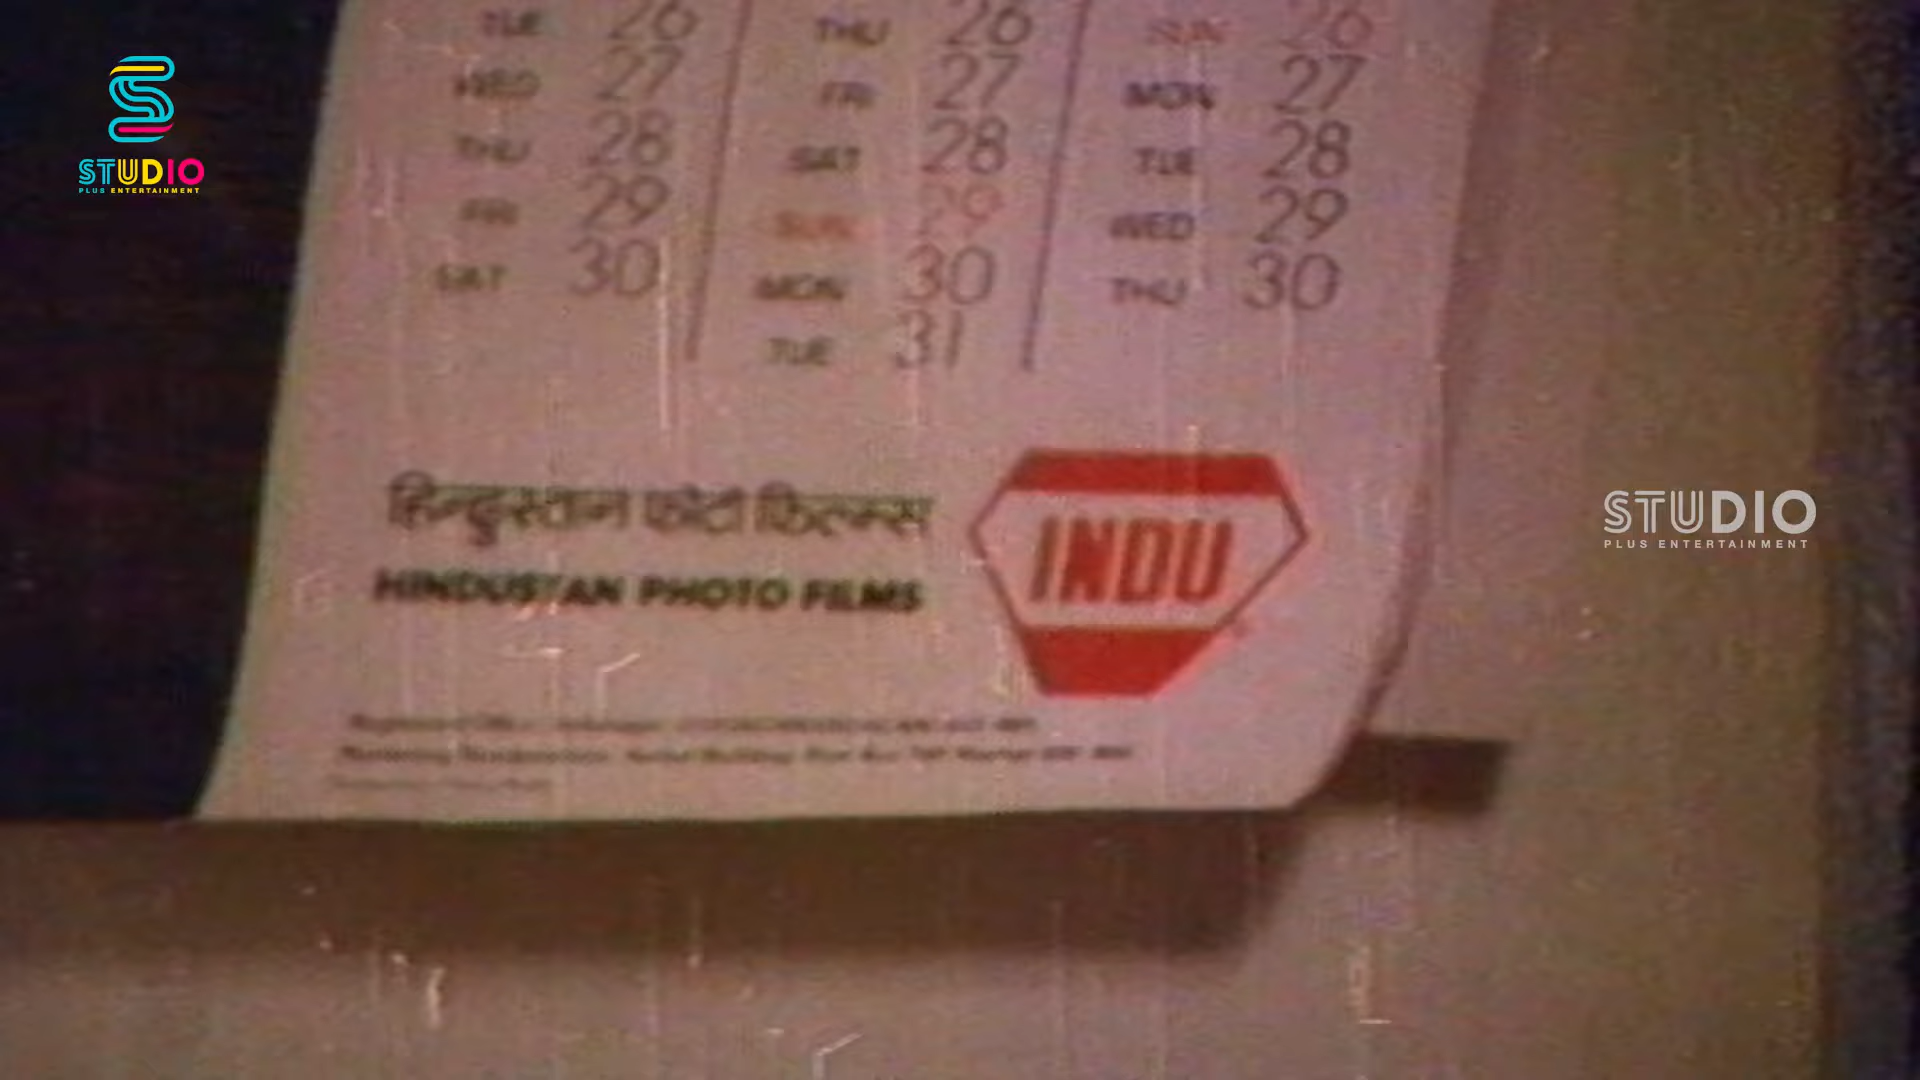 TUE 26 THU 26 SUN 26
WED 27 FRI 27 MON 27
THU 28 SAT 28 TUE 28
FRI 29 SUN 29 WED 29
SAT 30 MON 30 THU 30
TUE 31
STUDIO
PLUS ENTERTAINMENT
हिन्दुस्तान फोटो फिल्म्स
HINDUSTAN PHOTO FILMS
INDU
STUDIO
PLUS ENTERTAINMENT